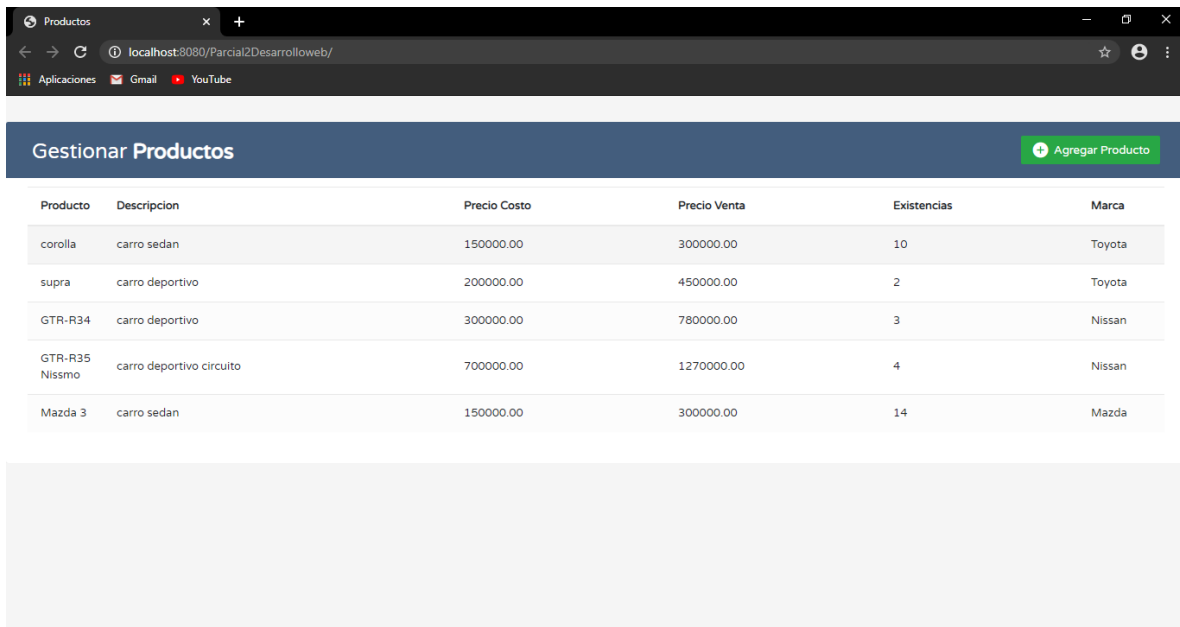 Productos
localhost:8080/Parcial2Desarrolloweb/
Aplicaciones Gmail YouTube
Gestionar Productos
Agregar Producto
Producto Descripcion Precio Costo Precio Venta Existencias Marca
corolla carro sedan 150000.00 300000.00 10 Toyota
supra carro deportivo 200000.00 450000.00 2 Toyota
GTR-R34 carro deportivo 300000.00 780000.00 3 Nissan
GTR-R35 Nissmo carro deportivo circuito 700000.00 1270000.00 4 Nissan
Mazda 3 carro sedan 150000.00 300000.00 14 Mazda